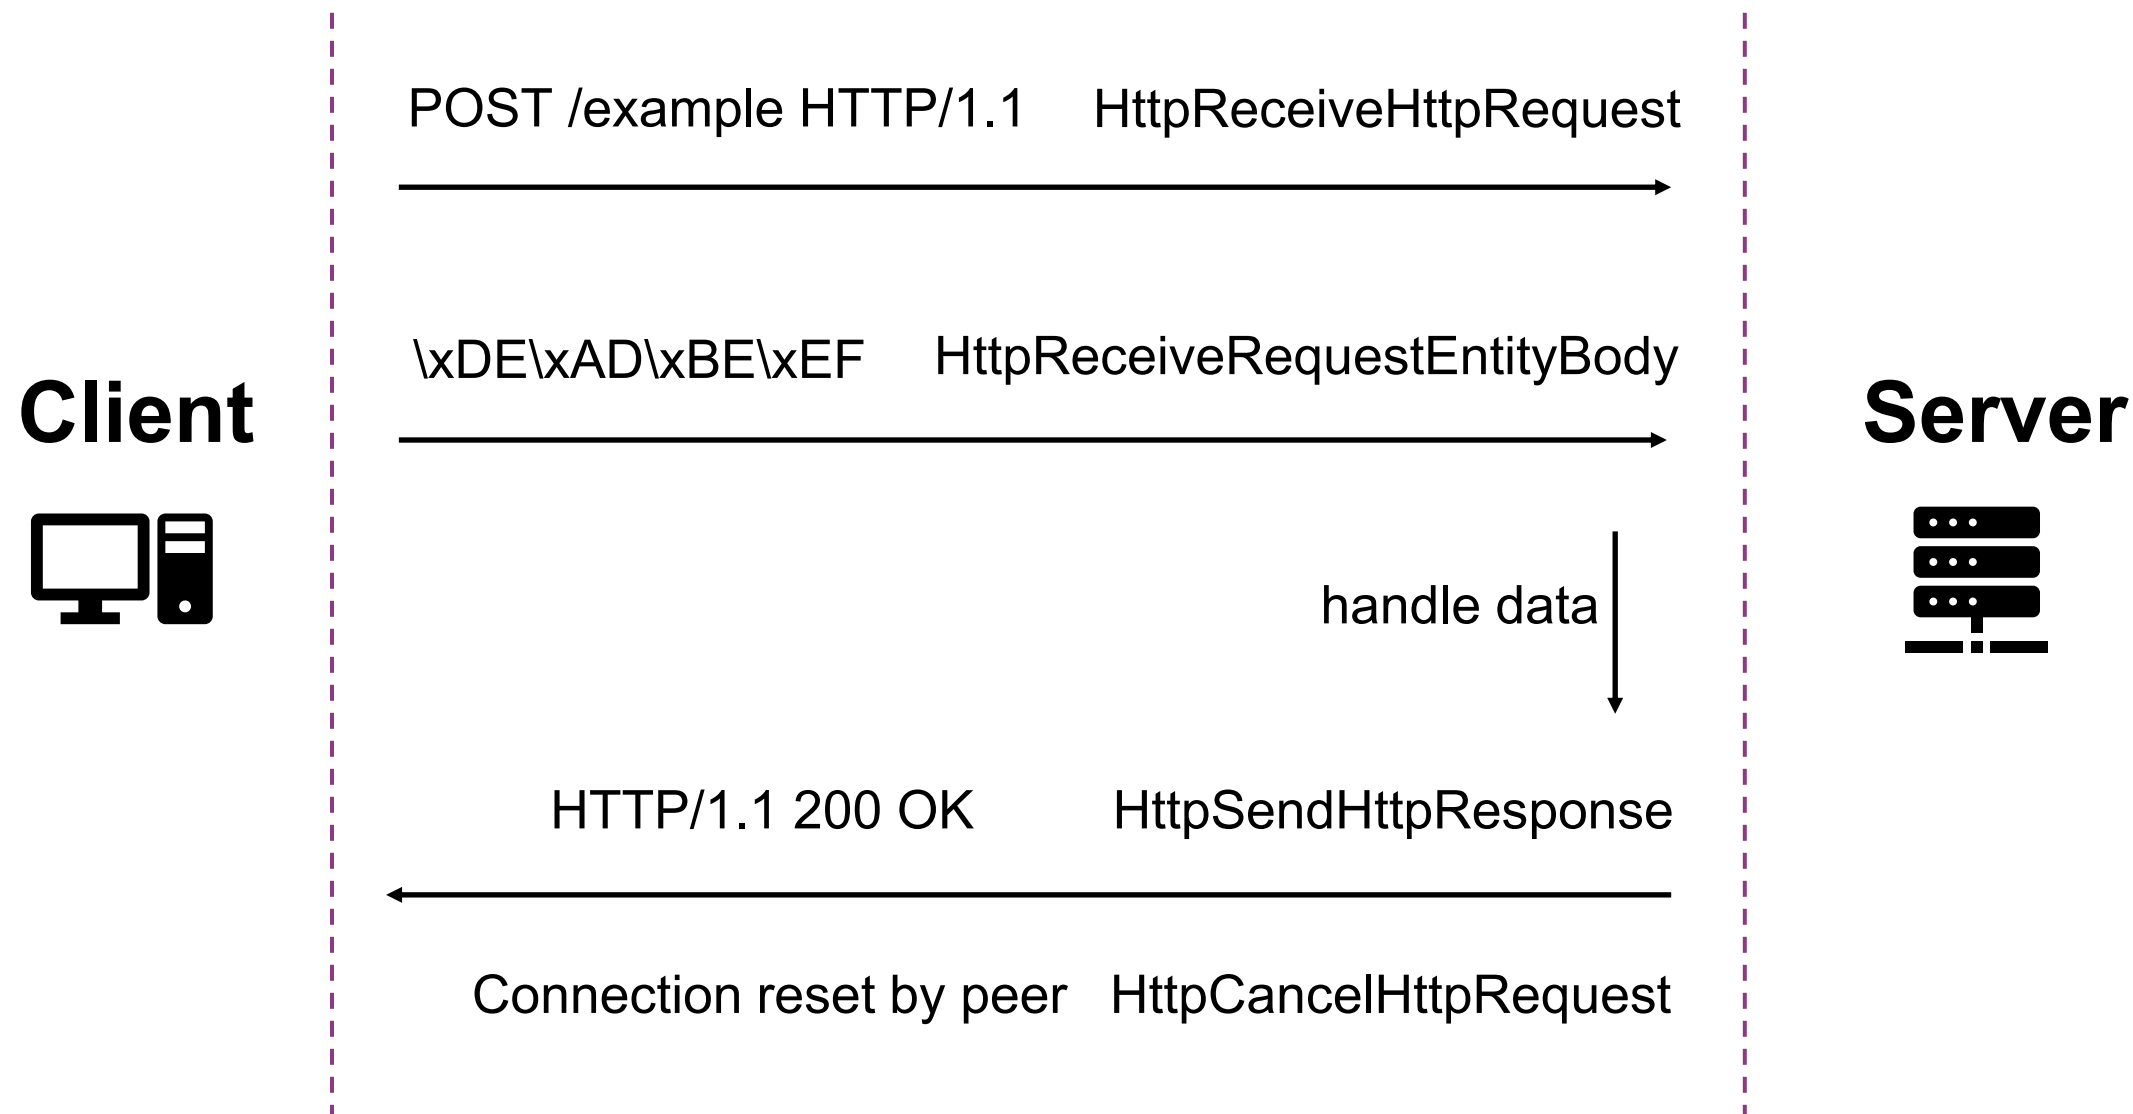 POST /example HTTP/1.1 HttpReceiveHttpRequest
\xDE\xAD\xBE\xEF HttpReceiveRequestEntityBody
Client
Server
handle data
HTTP/1.1 200 OK HttpSendHttpResponse
Connection reset by peer HttpCancelHttpRequest